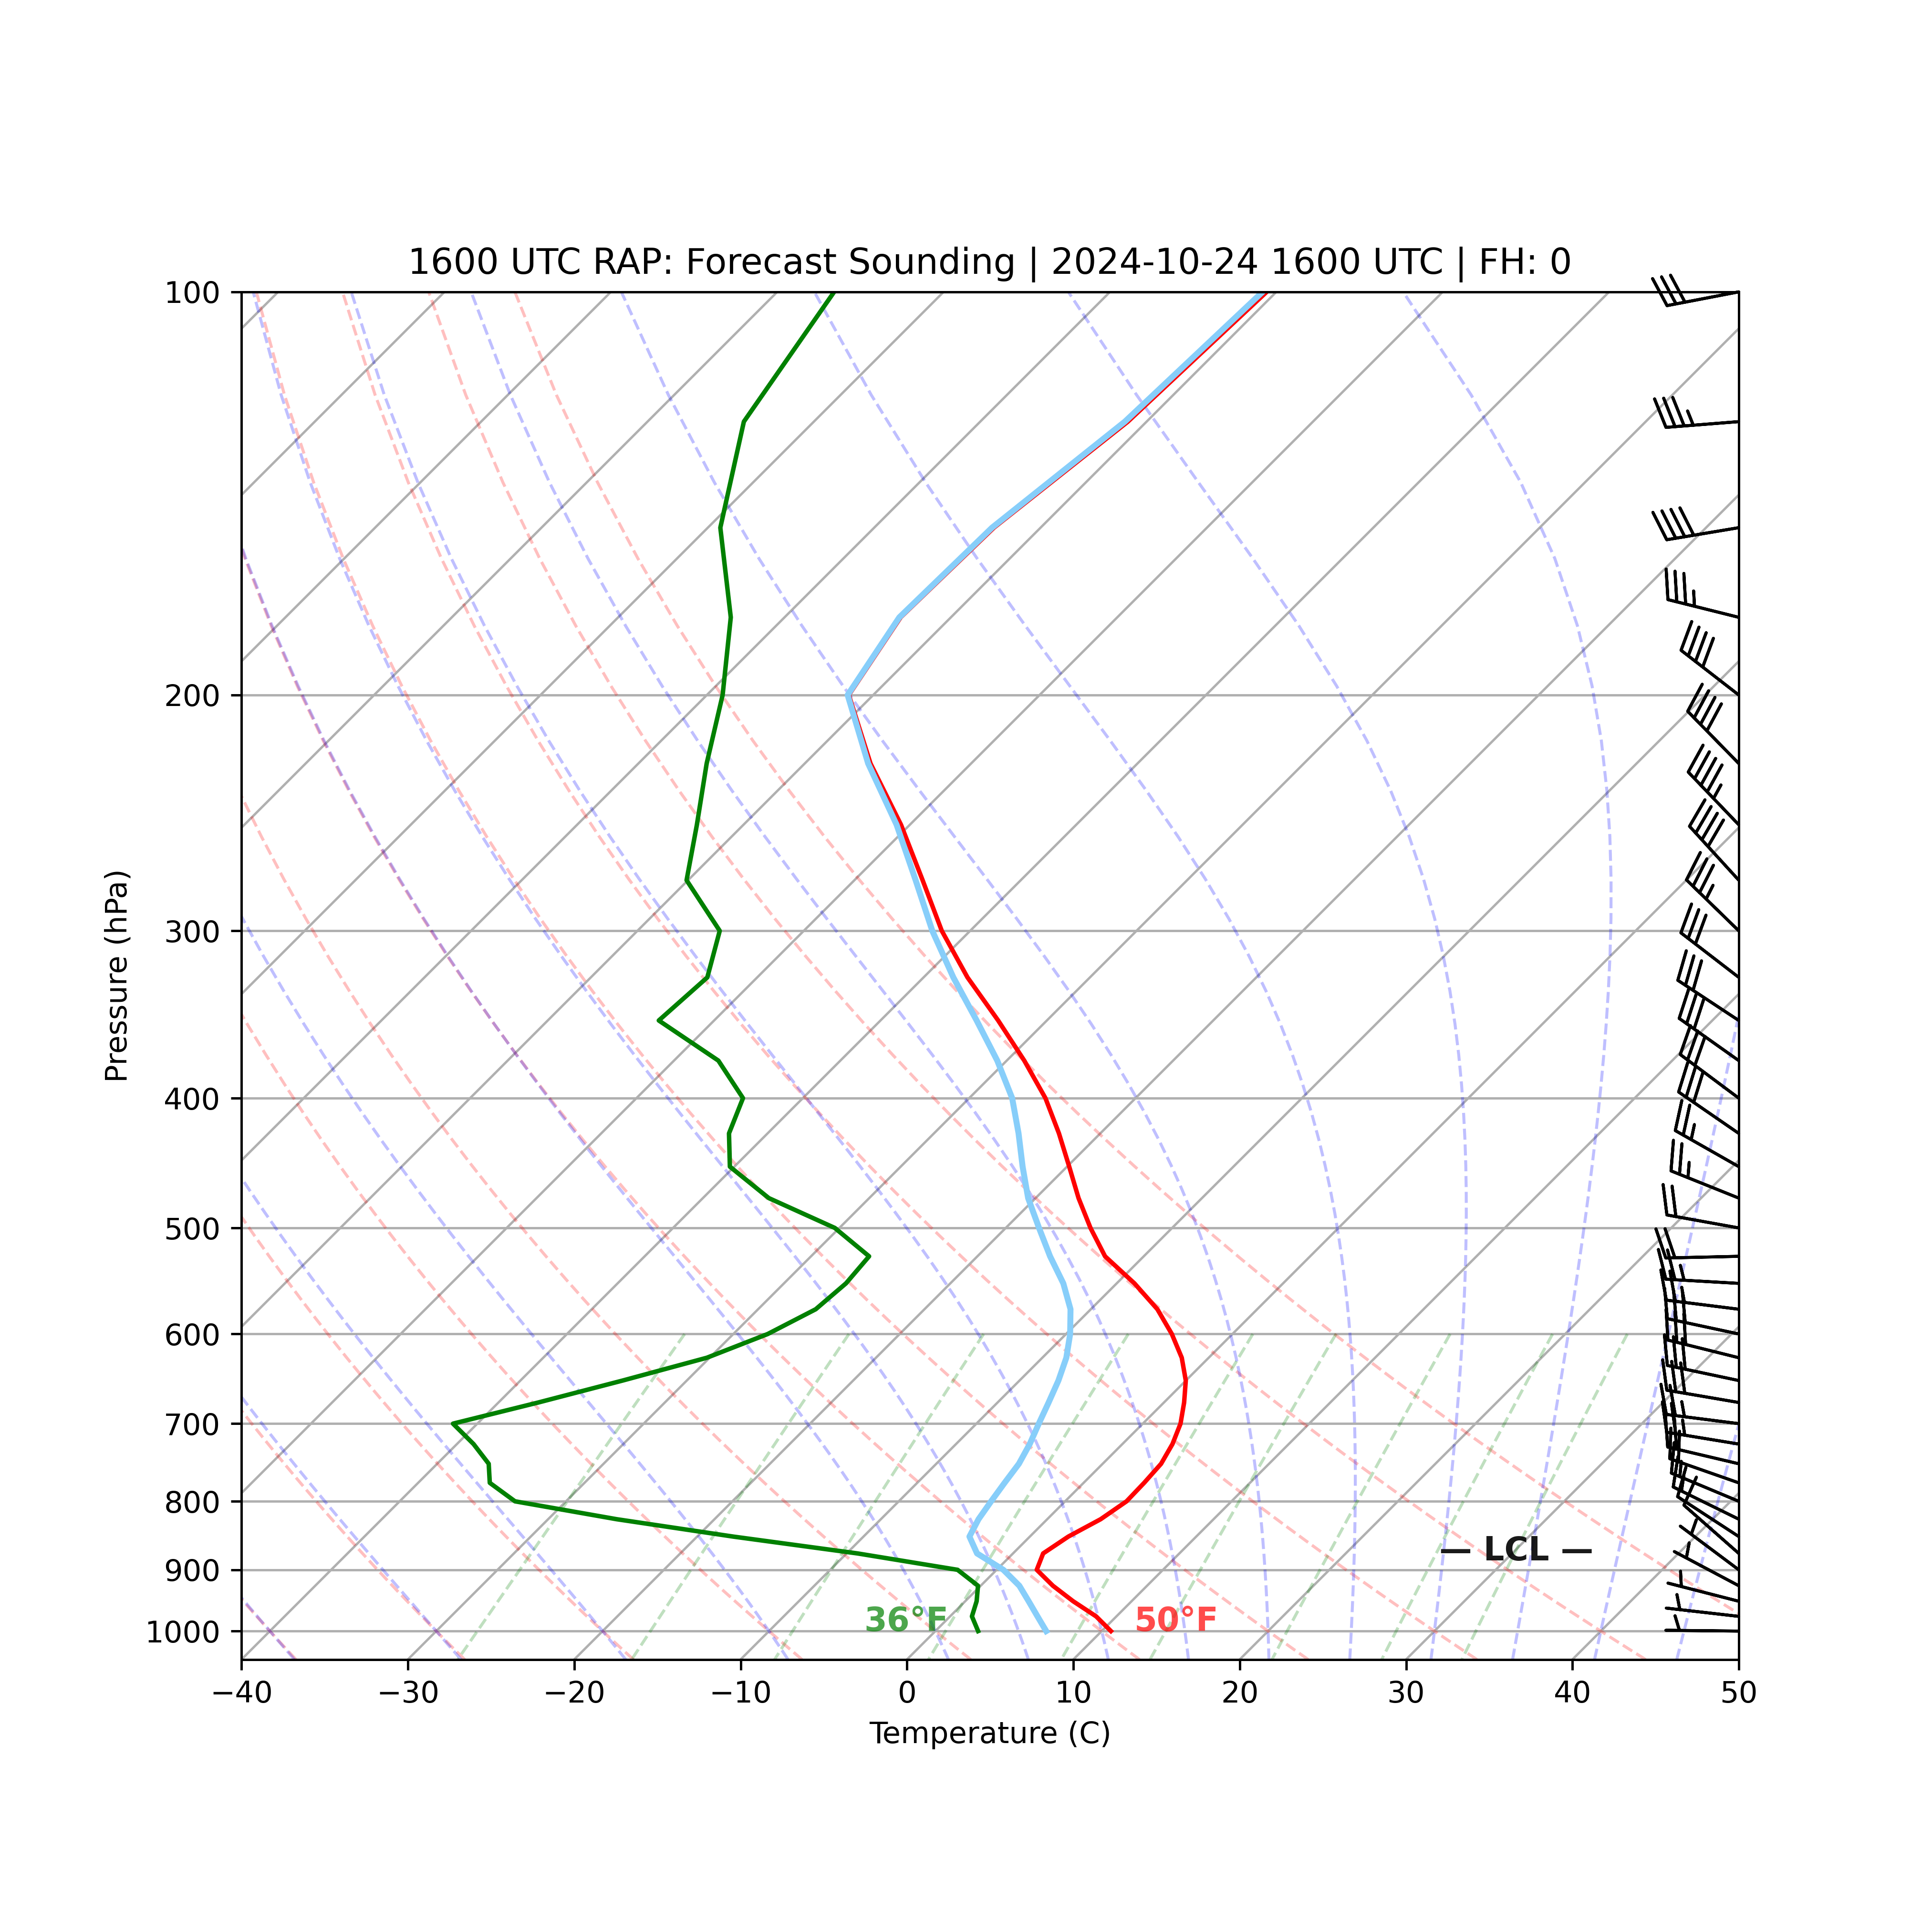 1600 UTC RAP: Forecast Sounding | 2024-10-24 1600 UTC | FH: 0
100
200
300
400
500
600
700
800
900
1000
Pressure (hPa)
— LCL —
36°F
50°F
−40 −30 −20 −10 0 10 20 30 40 50
Temperature (C)